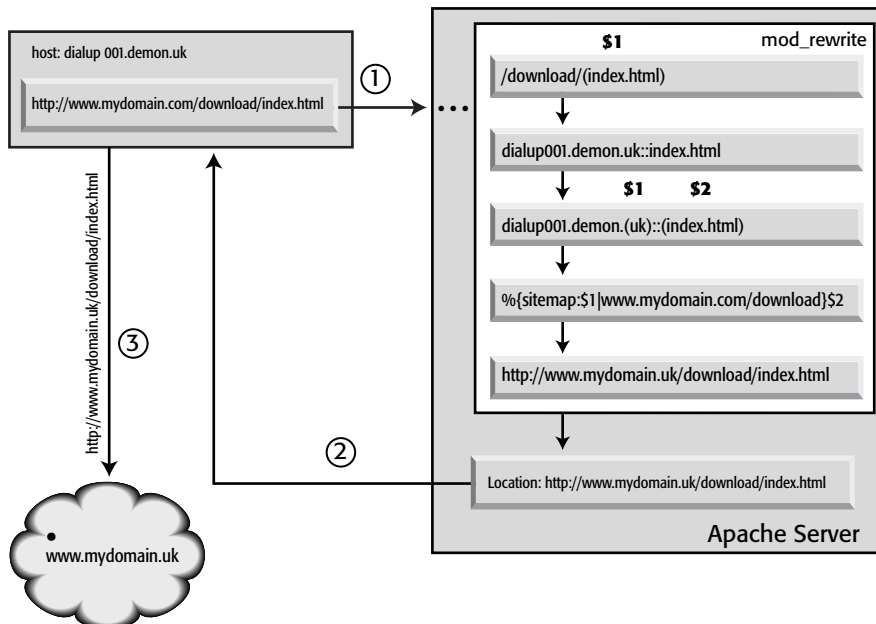 host: dialup 001.demon.uk
http://www.mydomain.com/download/index.html
①
②
③
http://www.mydomain.uk/download/index.html
www.mydomain.uk
...
mod_rewrite
$1
/download/(index.html)
dialup001.demon.uk::index.html
$1 $2
dialup001.demon.(uk)::(index.html)
%{sitemap:$1|www.mydomain.com/download}$2
http://www.mydomain.uk/download/index.html
Location: http://www.mydomain.uk/download/index.html
Apache Server